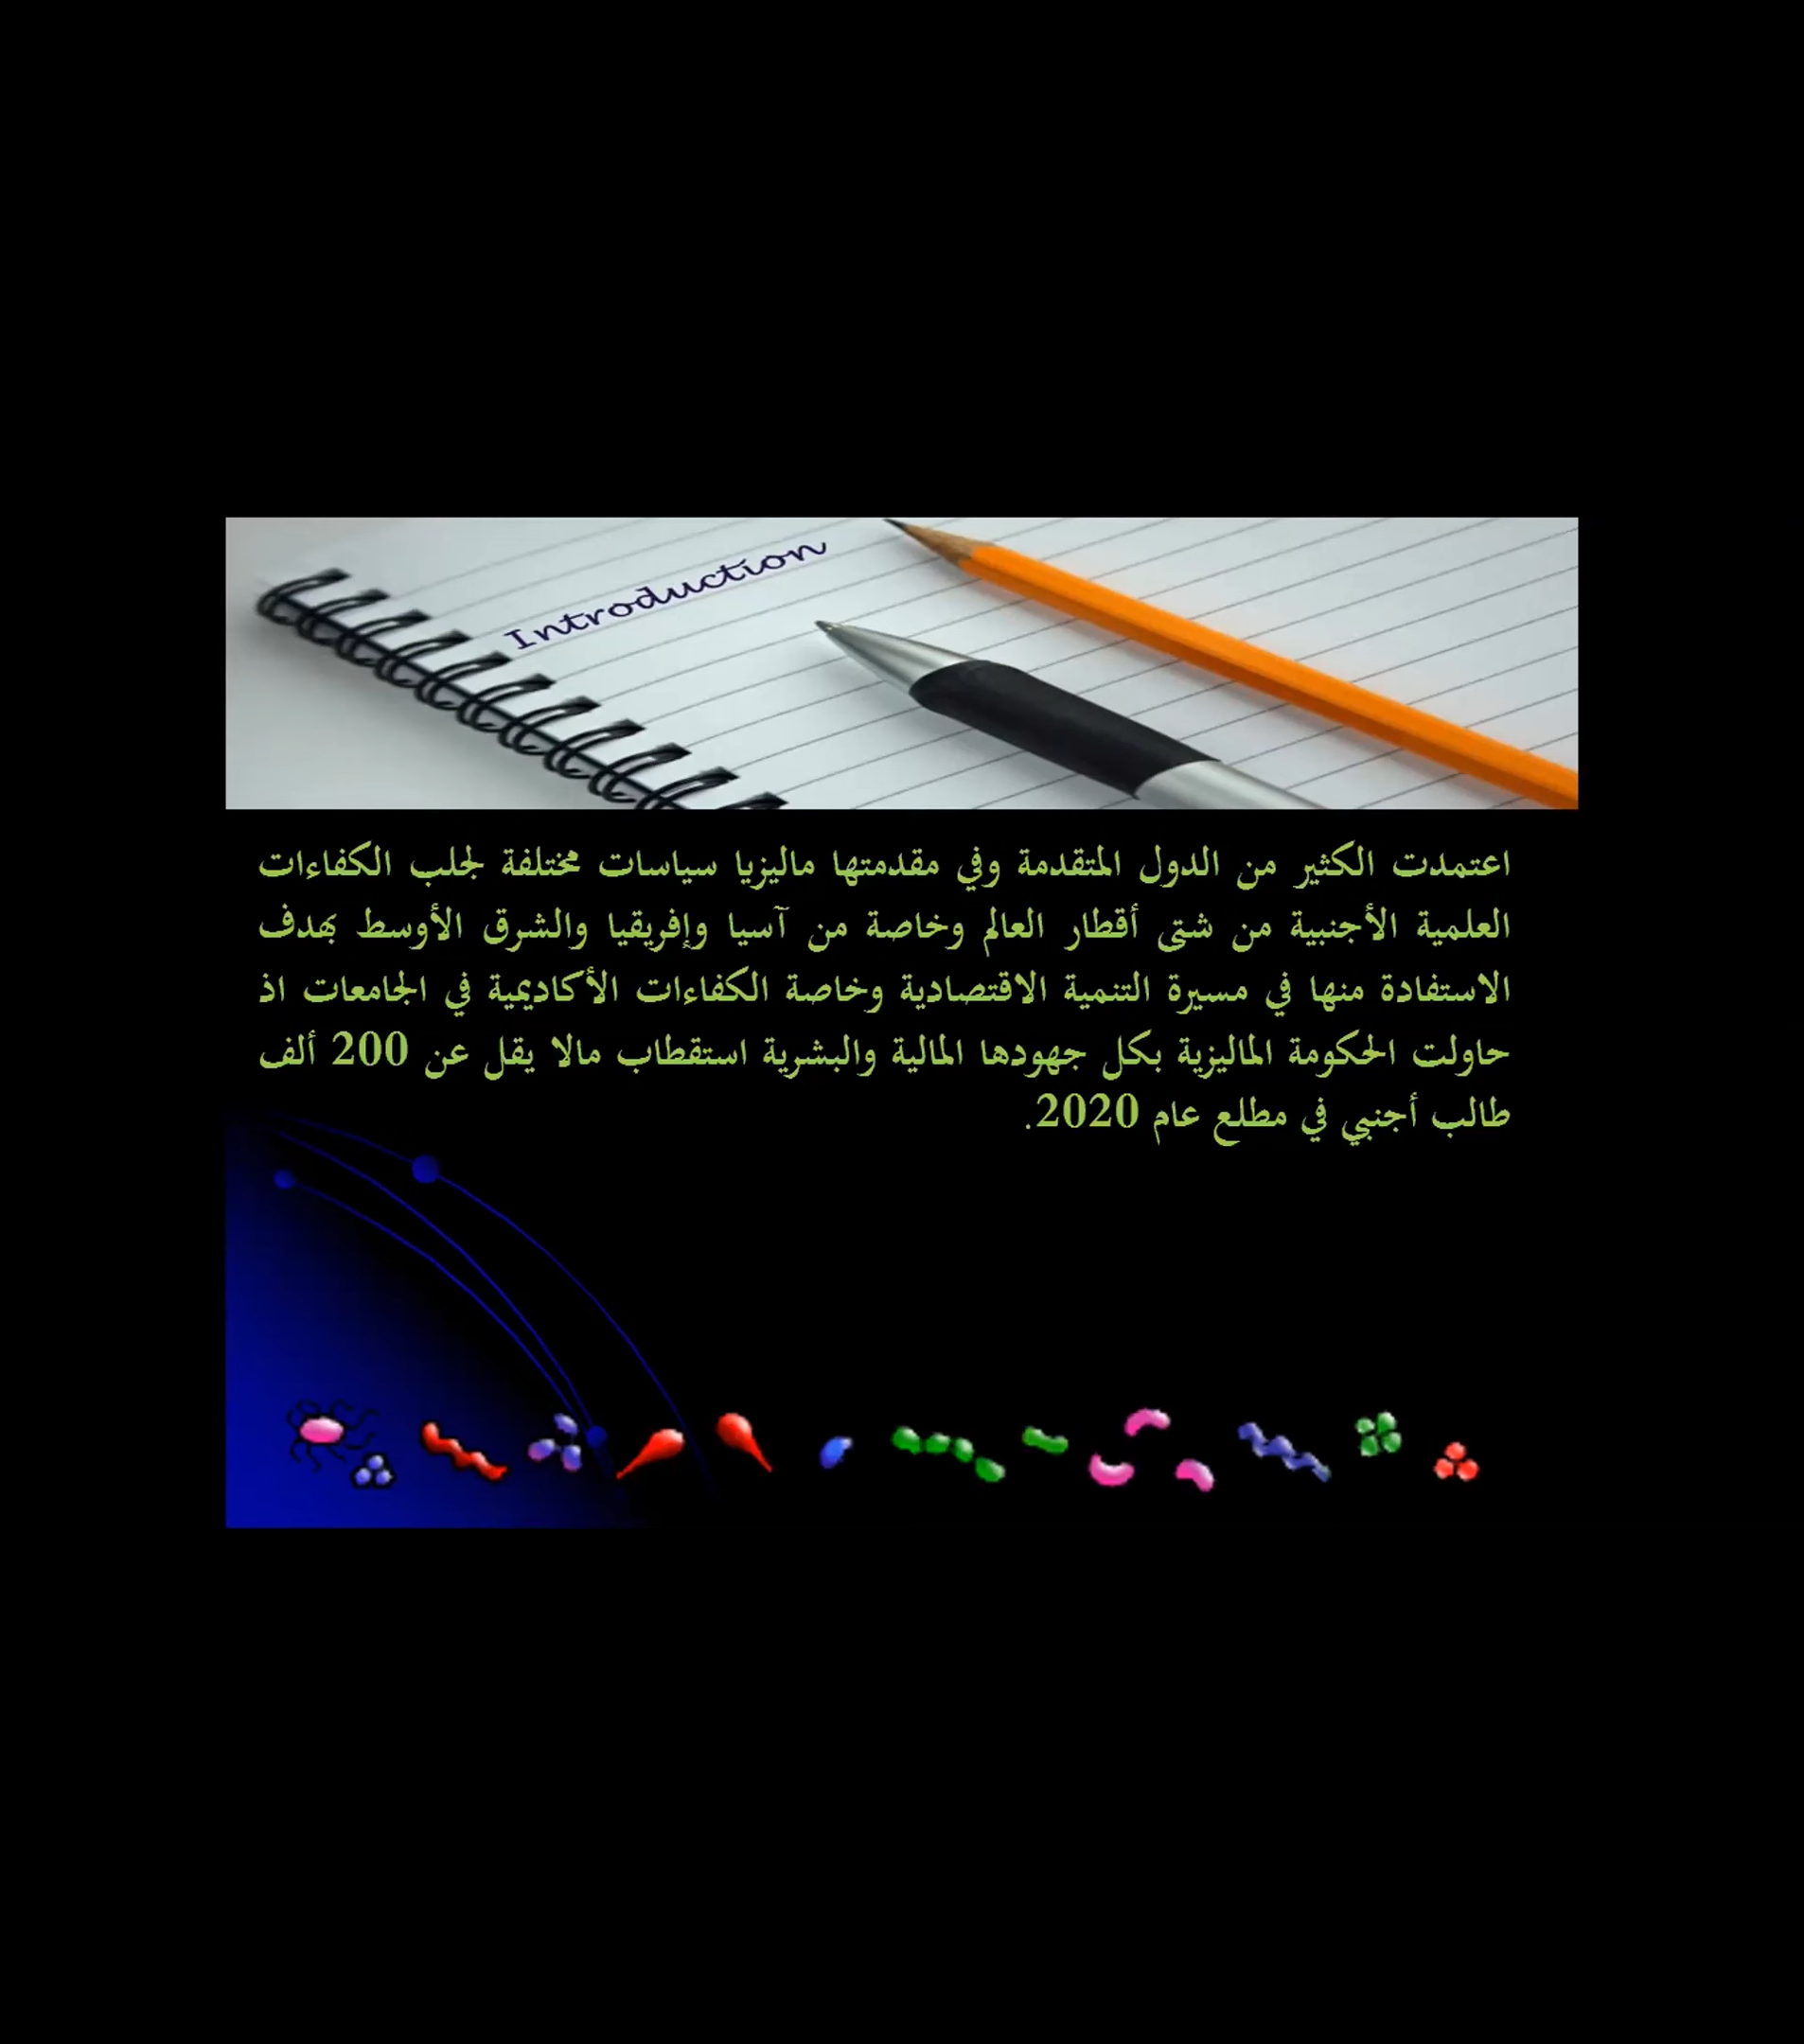 Introduction
اعتمدت الكثير من الدول المتقدمة وفي مقدمتها ماليزيا سياسات مختلفة لجلب الكفاءات
العلمية الأجنبية من شتى أقطار العالم وخاصة من آسيا وإفريقيا والشرق الأوسط بهدف
الاستفادة منها في مسيرة التنمية الاقتصادية وخاصة الكفاءات الأكاديمية في الجامعات اذ
حاولت الحكومة الماليزية بكل جهودها المالية والبشرية استقطاب مالا يقل عن 200 ألف
طالب أجنبي في مطلع عام 2020.